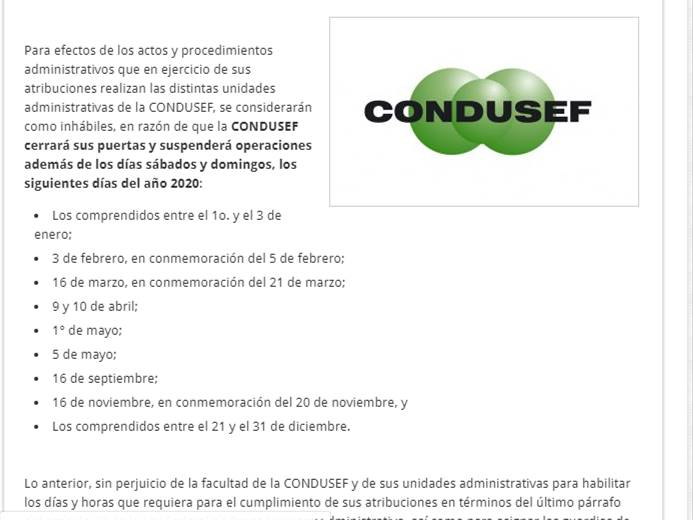 Para efectos de los actos y procedimientos
administrativos que en ejercicio de sus
atribuciones realizan las distintas unidades
administrativas de la CONDUSEF, se considerarán
como inhábiles, en razón de que la CONDUSEF
cerrará sus puertas y suspenderá operaciones
además de los días sábados y domingos, los
siguientes días del año 2020:
CONDUSEF
• Los comprendidos entre el 1o. y el 3 de
enero;
• 3 de febrero, en conmemoración del 5 de febrero;
• 16 de marzo, en conmemoración del 21 de marzo;
• 9 y 10 de abril;
• 1° de mayo;
• 5 de mayo;
• 16 de septiembre;
• 16 de noviembre, en conmemoración del 20 de noviembre, y
• Los comprendidos entre el 21 y el 31 de diciembre.
Lo anterior, sin perjuicio de la facultad de la CONDUSEF y de sus unidades administrativas para habilitar
los días y horas que requiera para el cumplimiento de sus atribuciones en términos del último párrafo